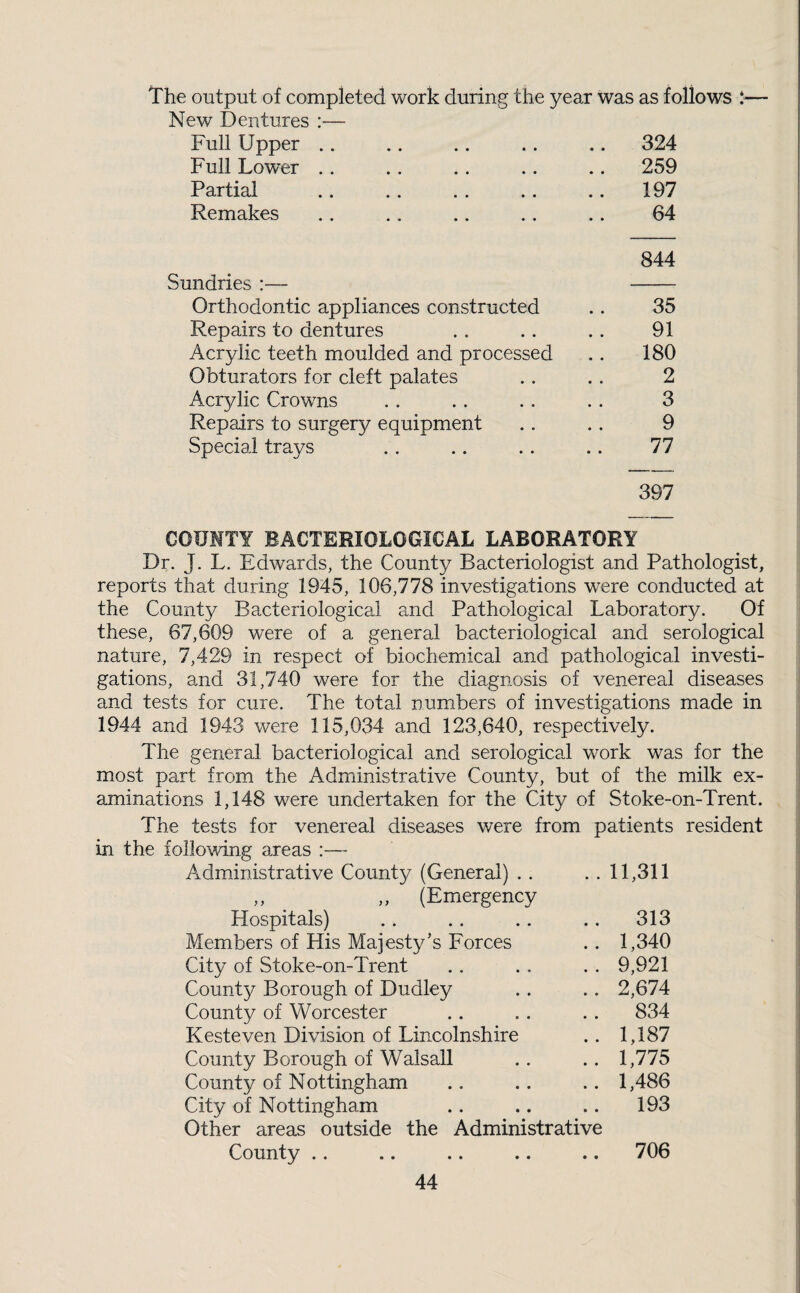 The output of completed work during the year was as follows :—
New Dentures :—
Full Upper .. .. .. .. .. 324
Full Lower .. .. .. .. .. 259
Partial .. .. .. .. .. 197
Remakes .. .. .. .. .. 64
844
Sundries :—
Orthodontic appliances constructed .. 35
Repairs to dentures .. .. .. 91
Acrylic teeth moulded and processed .. 180
Obturators for cleft palates .. .. 2
Acrylic Crowns .. .. .. .. 3
Repairs to surgery equipment .. .. 9
Special trays .. .. .. .. 77
397
COUNTY BACTERIOLOGICAL LABORATORY
Dr. J. L. Edwards, the County Bacteriologist and Pathologist,
reports that during 1945, 106,778 investigations were conducted at
the County Bacteriological and Pathological Laboratory. Of
these, 67,609 were of a general bacteriological and serological
nature, 7,429 in respect of biochemical and pathological investi-
gations, and 31,740 were for the diagnosis of venereal diseases
and tests for cure. The total numbers of investigations made in
1944 and 1943 were 115,034 and 123,640, respectively.
The general bacteriological and serological work was for the
most part from the Administrative County, but of the milk ex-
aminations 1,148 were undertaken for the City of Stoke-on-Trent.
The tests for venereal diseases were from patients resident
in the following areas :—
Administrative County (General) .. .. 11,311
,, ,, (Emergency
Hospitals) .. .. .. .. 313
Members of His Majesty's Forces .. 1,340
City of Stoke-on-Trent .. .. .. 9,921
County Borough of Dudley .. .. 2,674
County of Worcester .. .. .. 834
Kesteven Division of Lincolnshire .. 1,187
County Borough of Walsall .. .. 1,775
County of Nottingham .. .. .. 1,486
City of Nottingham .. .. .. 193
Other areas outside the Administrative
County .. .. .. .. .. 706
44